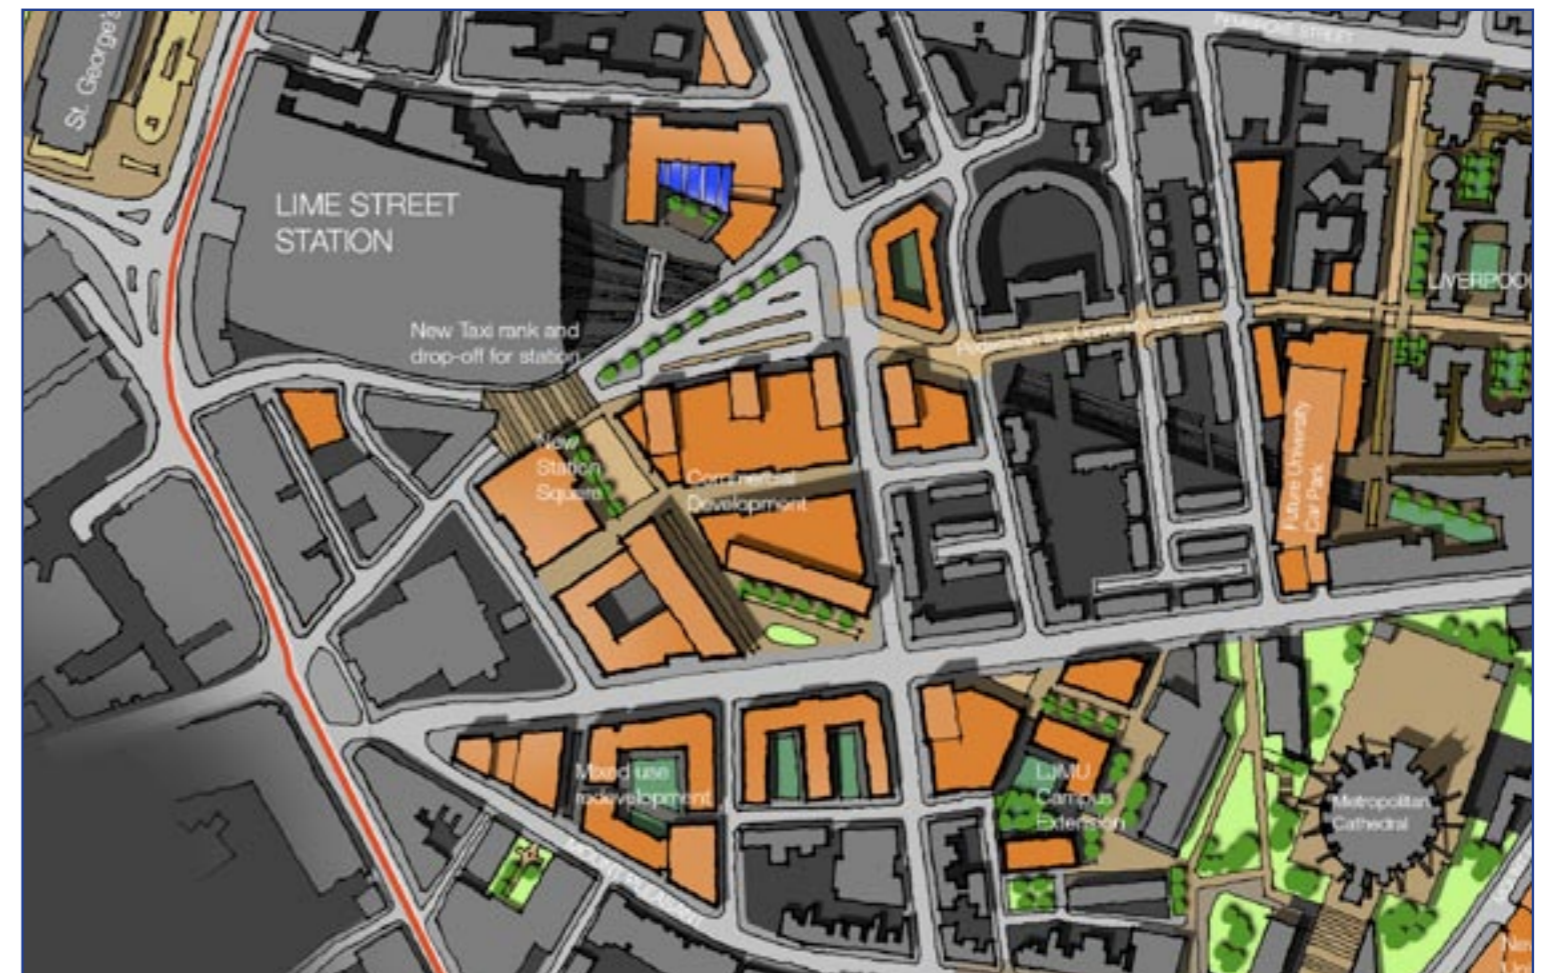 St. George's
LIME STREET
STATION
New Taxi rank and
drop-off for station
LIVERPOO
New
Station
Square
Commercial
Development
Future University
Car Park
Mixed use
redevelopment
LJMU
Campus
Extension
Metropolitan
Cathedral
New